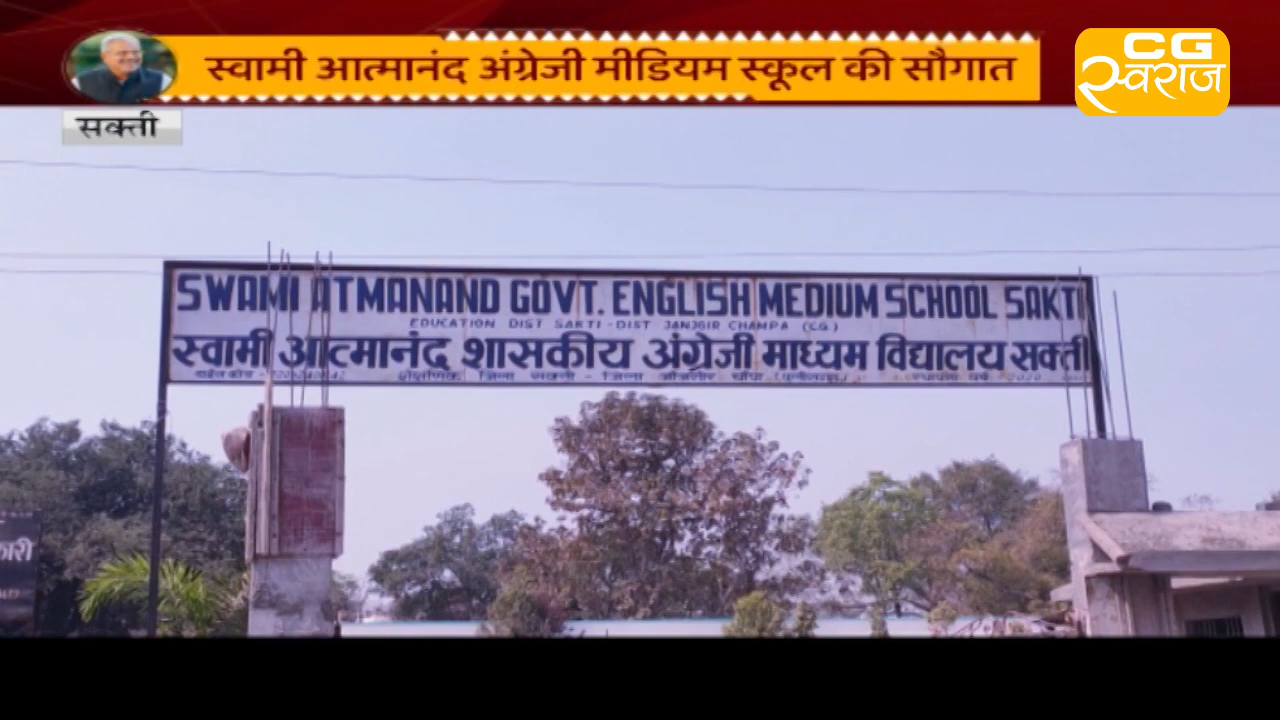 स्वामी आत्मानंद अंग्रेजी मीडियम स्कूल की सौगात
CG
स्वराज
सक्ती
SWAMI ATMANAND GOVT. ENGLISH MEDIUM SCHOOL SAKTI
EDUCATION DIST SAKTI - DIST JANJGIR CHAMPA (C.G.)
स्वामी आत्मानंद शासकीय अंग्रेजी माध्यम विद्यालय सक्ती
जिला सक्ती - जिला